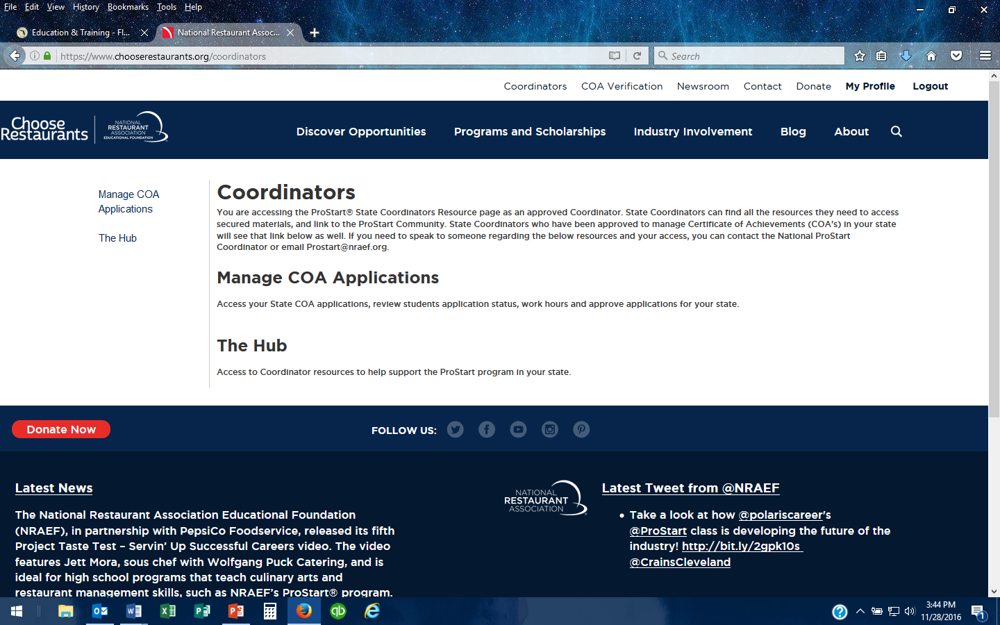 File Edit View History Bookmarks Tools Help
Education & Training - Fl...
National Restaurant Assoc...
https://www.chooserestaurants.org/coordinators
Search
Coordinators COA Verification Newsroom Contact Donate My Profile Logout
Choose
Restaurants
NATIONAL
RESTAURANT
ASSOCIATION
EDUCATIONAL FOUNDATION
Discover Opportunities Programs and Scholarships Industry Involvement Blog About
Manage COA
Applications
The Hub
Coordinators
You are accessing the ProStart® State Coordinators Resource page as an approved Coordinator. State Coordinators can find all the resources they need to access
secured materials, and link to the ProStart Community. State Coordinators who have been approved to manage Certificate of Achievements (COA's) in your state
will see that link below as well. If you need to speak to someone regarding the below resources and your access, you can contact the National ProStart
Coordinator or email Prostart@nraef.org.
Manage COA Applications
Access your State COA applications, review students application status, work hours and approve applications for your state.
The Hub
Access to Coordinator resources to help support the ProStart program in your state.
Donate Now
FOLLOW US:
Latest News
The National Restaurant Association Educational Foundation
(NRAEF), in partnership with PepsiCo Foodservice, released its fifth
Project Taste Test – Servin’ Up Successful Careers video. The video
features Jett Mora, sous chef with Wolfgang Puck Catering, and is
ideal for high school programs that teach culinary arts and
restaurant management skills, such as NRAEF’s ProStart® program.
NATIONAL
RESTAURANT
ASSOCIATION
Latest Tweet from @NRAEF
• Take a look at how @polariscareer's
@ProStart class is developing the future of the
industry! http://bit.ly/2gpk10s
@CrainsCleveland
3:44 PM
11/28/2016
1